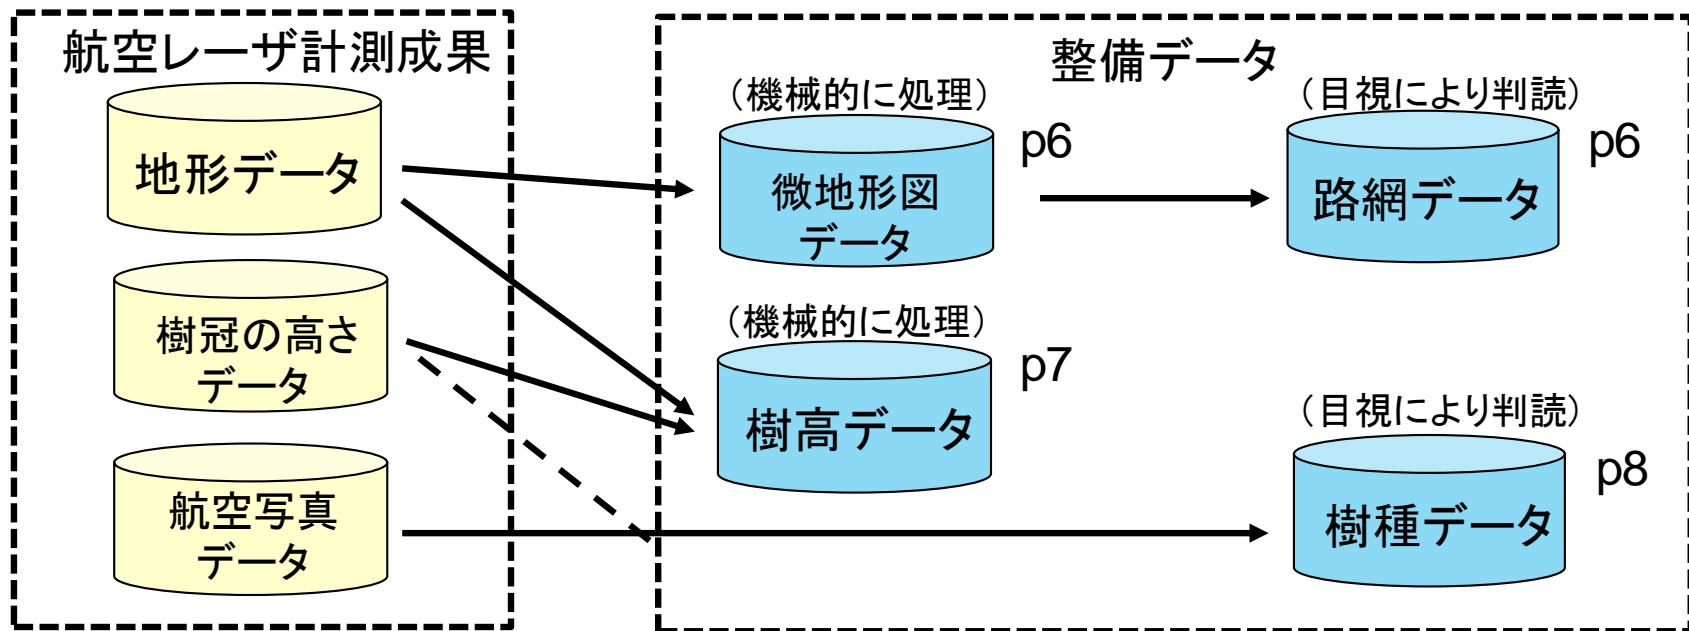 航空レーザ計測成果
地形データ
樹冠の高さ
データ
航空写真
データ
整備データ
（機械的に処理）
微地形図
データ
p6
（目視により判読）
路網データ
p6
（機械的に処理）
樹高データ
p7
（目視により判読）
樹種データ
p8